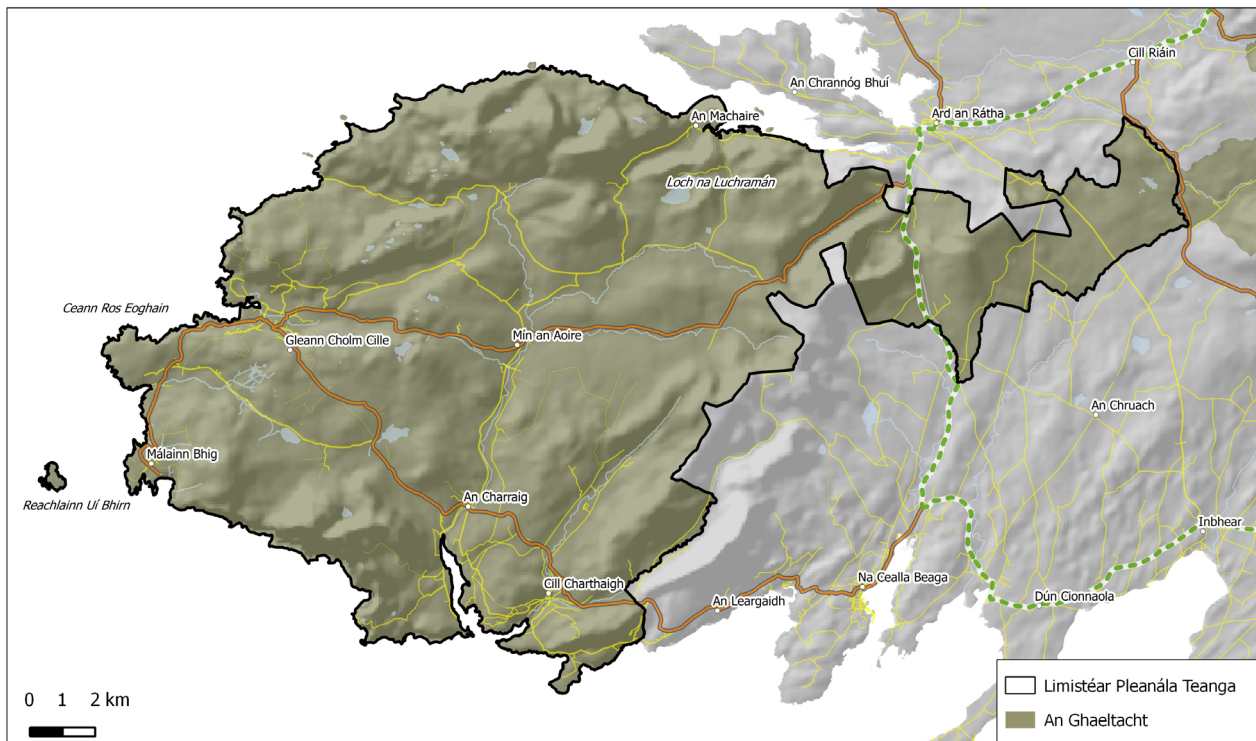 Cill Riáin
An Chrannóg Bhuí
An Machaire
Ard an Rátha
Loch na Luchramán
Ceann Ros Eoghain
Gleann Cholm Cille
Mín an Aoire
An Chruach
Málainn Bhig
Reachlainn Uí Bhirn
An Charraig
Inbhear
Cill Charthaigh
Na Cealla Beaga
An Leargaidh
Dún Cionnaola
0 1 2 km
Limistéar Pleanála Teanga
An Ghaeltacht